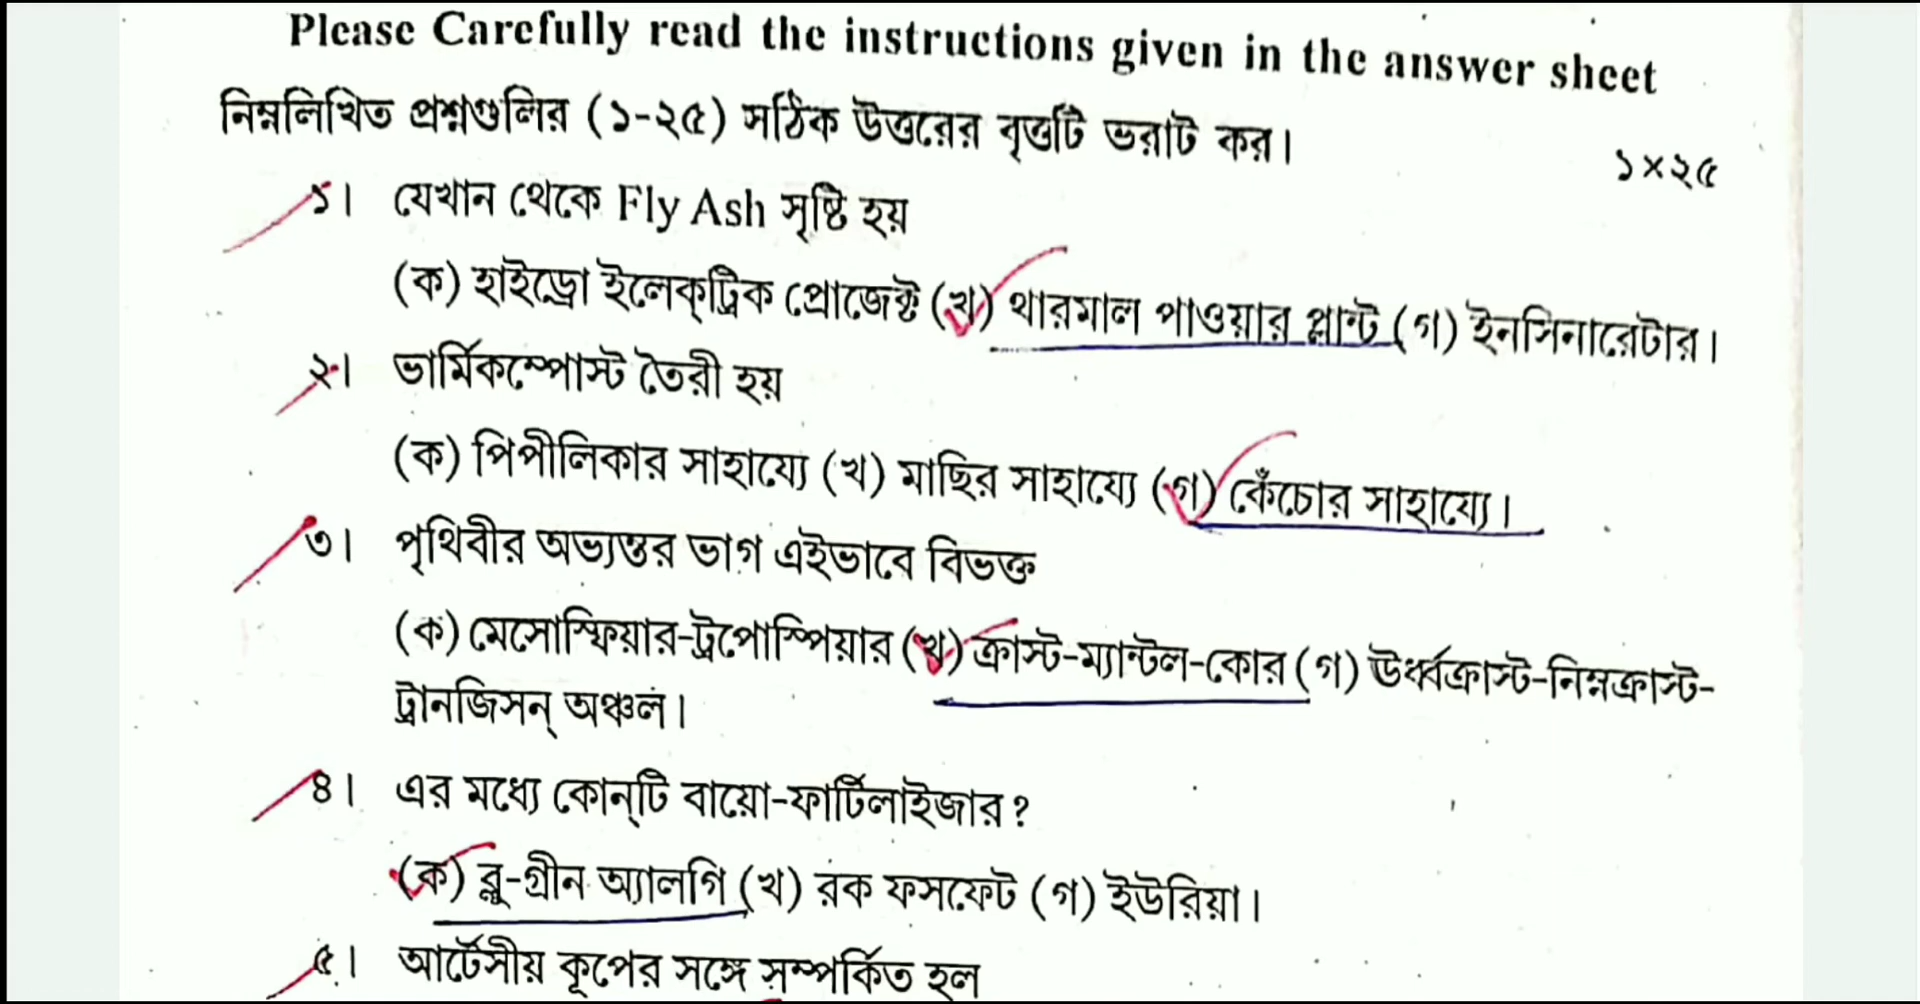 Please Carefully read the instructions given in the answer sheet
নিম্নলিখিত প্রশ্নগুলির (১-২৫) সঠিক উত্তরের বৃত্তটি ভরাট কর।
১×২৫
১। যেখান থেকে Fly Ash সৃষ্টি হয়
(ক) হাইড্রো ইলেক্‌ট্রিক প্রোজেক্ট (খ) থারমাল পাওয়ার প্লান্ট (গ) ইনসিনারেটার।
২। ভার্মিকম্পোস্ট তৈরী হয়
(ক) পিপীলিকার সাহায্যে (খ) মাছির সাহায্যে (গ) কেঁচোর সাহায্যে।
৩। পৃথিবীর অভ্যন্তর ভাগ এইভাবে বিভক্ত
(ক) মেসোস্ফিয়ার-ট্রপোস্পিয়ার (খ) ক্রাস্ট-ম্যান্টল-কোর (গ) ঊর্ধ্বক্রাস্ট-নিম্নক্রাস্ট-
ট্রানজিসন্ অঞ্চল।
৪। এর মধ্যে কোন্‌টি বায়ো-ফার্টিলাইজার?
(ক) ব্লু-গ্রীন অ্যালগি (খ) রক ফসফেট (গ) ইউরিয়া।
৫। আর্টেসীয় কূপের সঙ্গে সম্পর্কিত হল